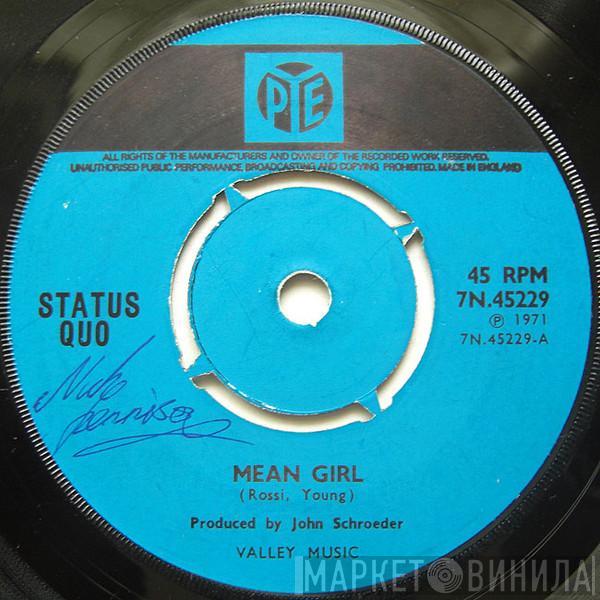 PYE
ALL RIGHTS OF THE MANUFACTURERS AND OWNER OF THE RECORDED WORK RESERVED.
UNAUTHORISED PUBLIC PERFORMANCE, BROADCASTING AND COPYING PROHIBITED. MADE IN ENGLAND
45 RPM
7N.45229
℗ 1971
7N.45229-A
STATUS
QUO
MEAN GIRL
(Rossi, Young)
Produced by John Schroeder
VALLEY MUSIC
МАРКЕТ ВИНИЛА